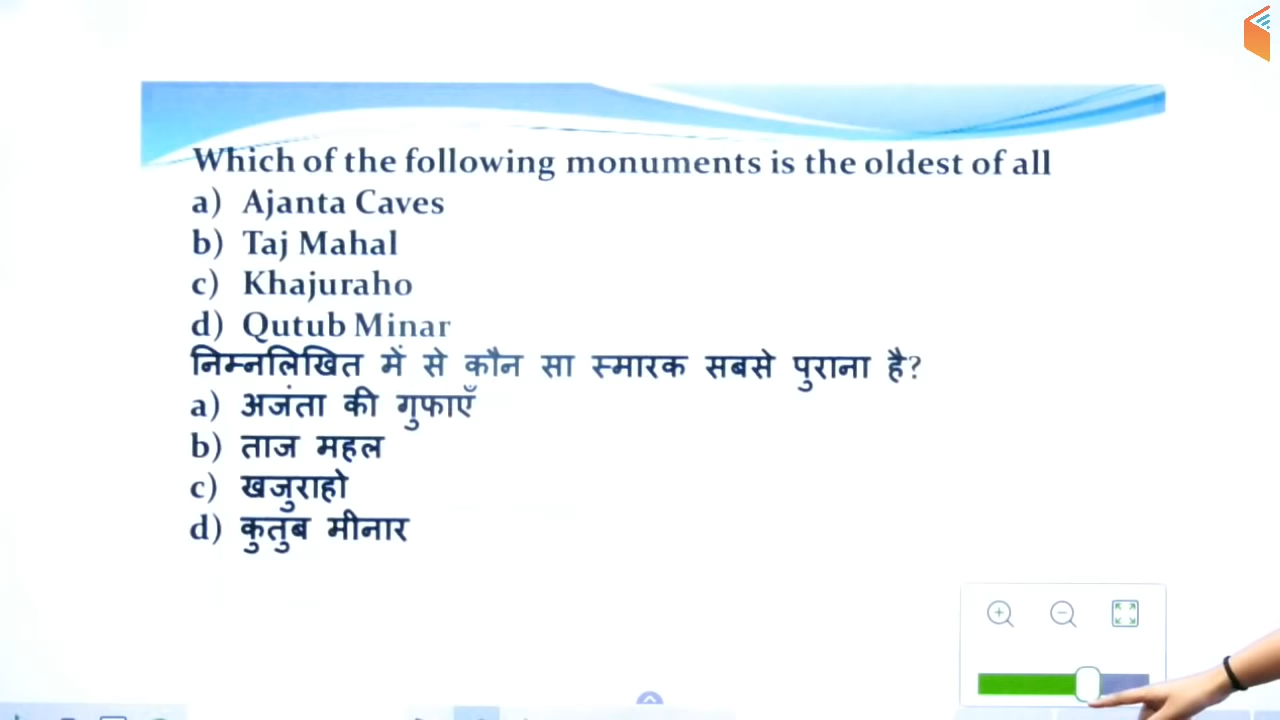 Which of the following monuments is the oldest of all
a) Ajanta Caves
b) Taj Mahal
c) Khajuraho
d) Qutub Minar
निम्नलिखित में से कौन सा स्मारक सबसे पुराना है?
a) अजंता की गुफाएँ
b) ताज महल
c) खजुराहो
d) कुतुब मीनार